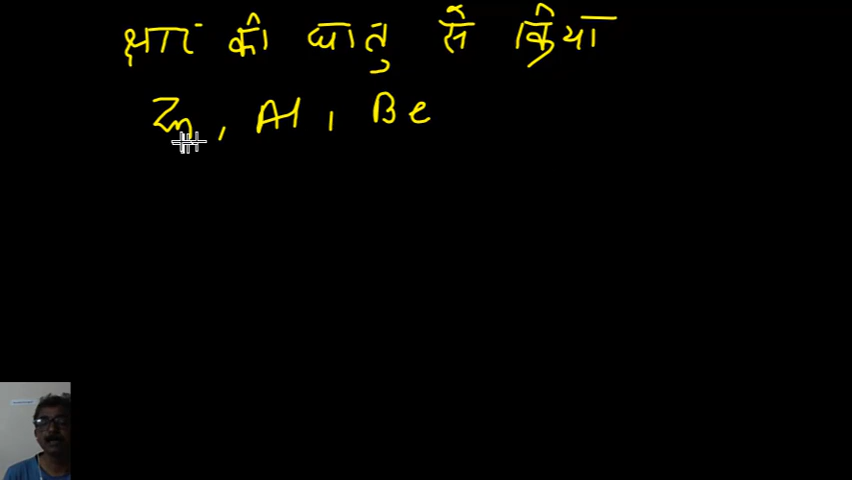 क्षार की धातु से क्रिया
Zn, Al, Be